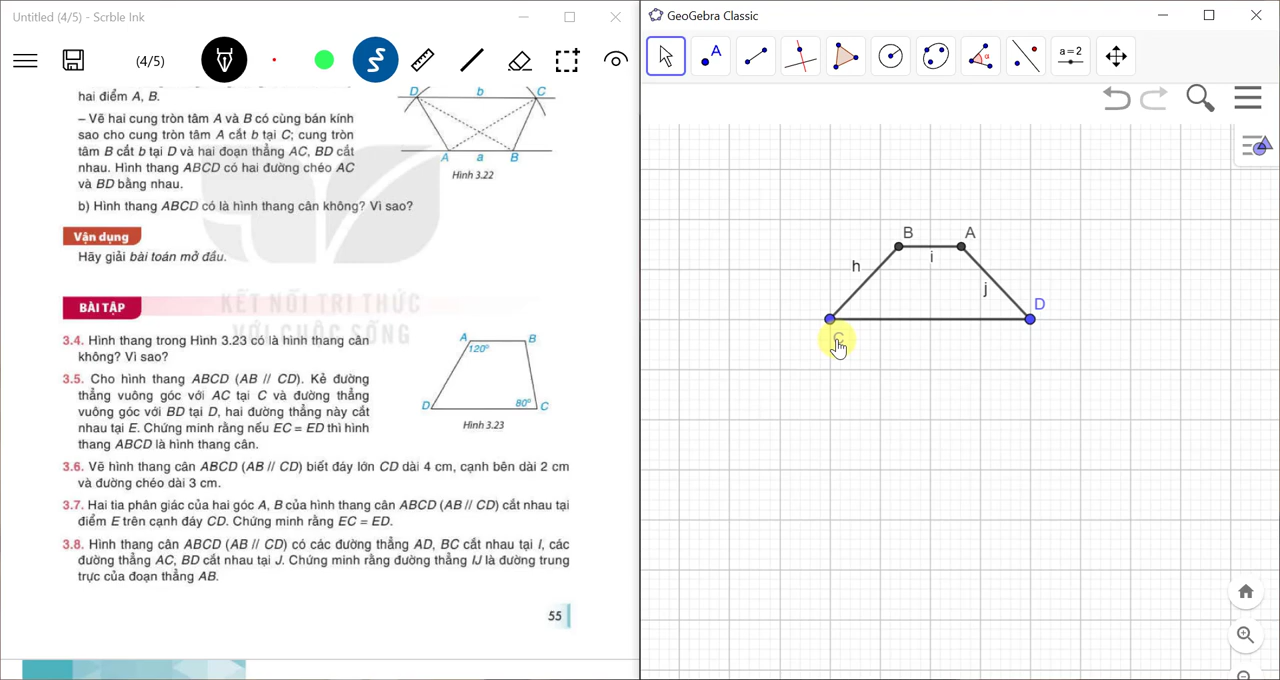 Untitled (4/5) - Scrble Ink
(4/5)
hai điểm A, B.
– Vẽ hai cung tròn tâm A và B có cùng bán kính
sao cho cung tròn tâm A cắt b tại C; cung tròn
tâm B cắt b tại D và hai đoạn thẳng AC, BD cắt
nhau. Hình thang ABCD có hai đường chéo AC
và BD bằng nhau.
D b C
A a B
Hình 3.22
b) Hình thang ABCD có là hình thang cân không? Vì sao?
Vận dụng
Hãy giải bài toán mở đầu.
KẾT NỐI TRI THỨC
VỚI CUỘC SỐNG
BÀI TẬP
3.4. Hình thang trong Hình 3.23 có là hình thang cân
không? Vì sao?
A B
120°
D 80° C
Hình 3.23
3.5. Cho hình thang ABCD (AB // CD). Kẻ đường
thẳng vuông góc với AC tại C và đường thẳng
vuông góc với BD tại D, hai đường thẳng này cắt
nhau tại E. Chứng minh rằng nếu EC = ED thì hình
thang ABCD là hình thang cân.
3.6. Vẽ hình thang cân ABCD (AB // CD) biết đáy lớn CD dài 4 cm, cạnh bên dài 2 cm
và đường chéo dài 3 cm.
3.7. Hai tia phân giác của hai góc A, B của hình thang cân ABCD (AB // CD) cắt nhau tại
điểm E trên cạnh đáy CD. Chứng minh rằng EC = ED.
3.8. Hình thang cân ABCD (AB // CD) có các đường thẳng AD, BC cắt nhau tại I, các
đường thẳng AC, BD cắt nhau tại J. Chứng minh rằng đường thẳng IJ là đường trung
trực của đoạn thẳng AB.
55
GeoGebra Classic
A
α
a=2
B A
i
h
j
D
C